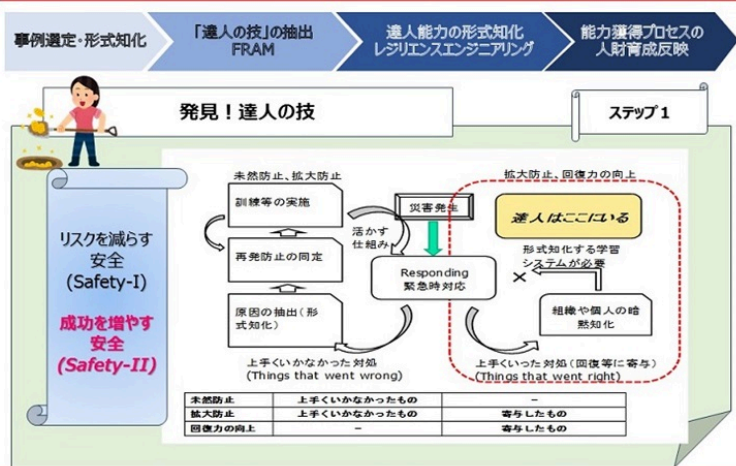 事例選定・形式知化
「達人の技」の抽出
FRAM
達人能力の形式知化
レジリエンスエンジニアリング
能力獲得プロセスの
人財育成反映
発見！達人の技
ステップ１
リスクを減らす
安全
(Safety-I)
成功を増やす
安全
(Safety-II)
未然防止、拡大防止
訓練等の実施
再発防止の同定
原因の抽出（形
式知化）
活かす
仕組み
災害発生
Responding
緊急時対応
上手くいかなかった対処
(Things that went wrong)
拡大防止、回復力の向上
達人はここにいる
形式知化する学習
システムが必要
×
組織や個人の暗
黙知化
上手くいった対処（回復等に寄与）
(Things that went right)
未然防止 上手くいかなかったもの －
拡大防止 上手くいかなかったもの 寄与したもの
回復力の向上 － 寄与したもの